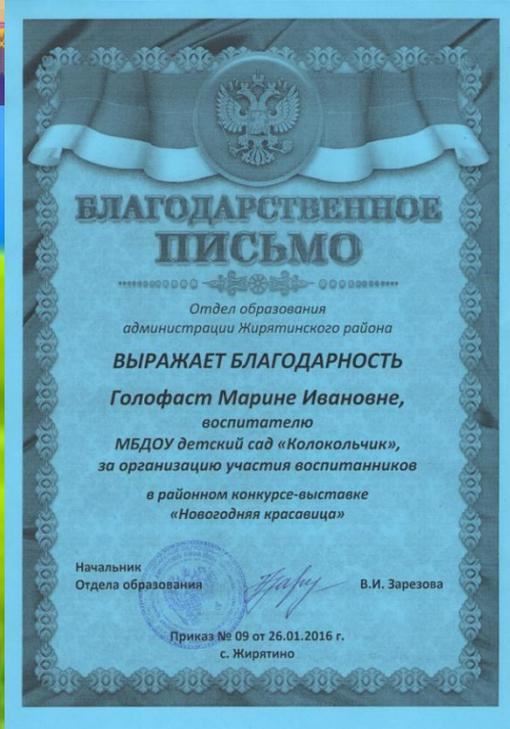 БЛАГОДАРСТВЕННОЕ
ПИСЬМО
Отдел образования
администрации Жирятинского района
ВЫРАЖАЕТ БЛАГОДАРНОСТЬ
Голофаст Марине Ивановне,
воспитателю
МБДОУ детский сад «Колокольчик»,
за организацию участия воспитанников
в районном конкурсе-выставке
«Новогодняя красавица»
Начальник
Отдела образования
В.И. Зарезова
Приказ № 09 от 26.01.2016 г.
с. Жирятино